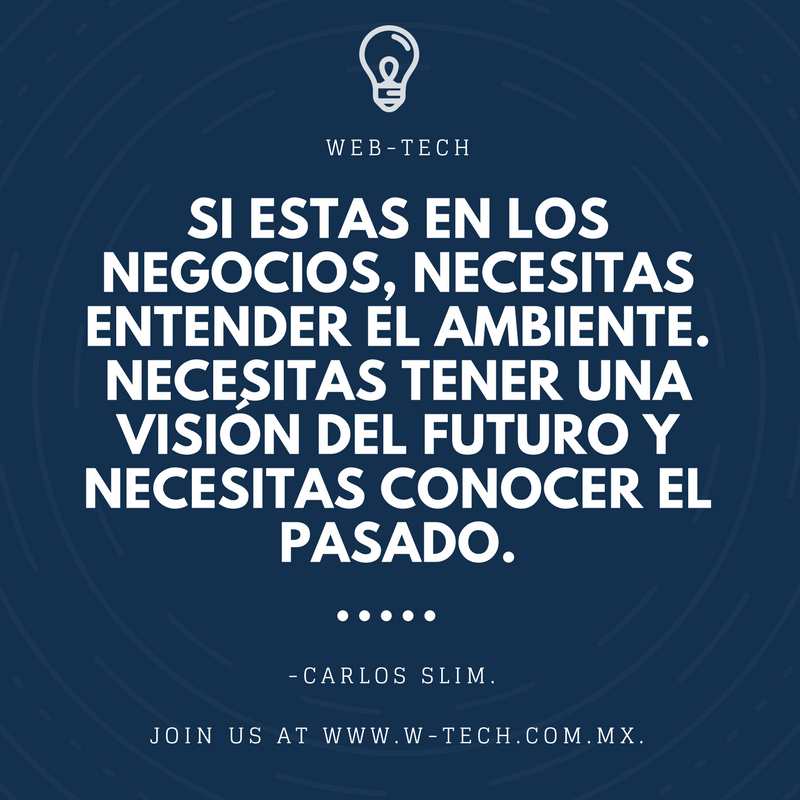 WEB-TECH
SI ESTAS EN LOS
NEGOCIOS, NECESITAS
ENTENDER EL AMBIENTE.
NECESITAS TENER UNA
VISIÓN DEL FUTURO Y
NECESITAS CONOCER EL
PASADO.
-CARLOS SLIM.
JOIN US AT WWW.W-TECH.COM.MX.